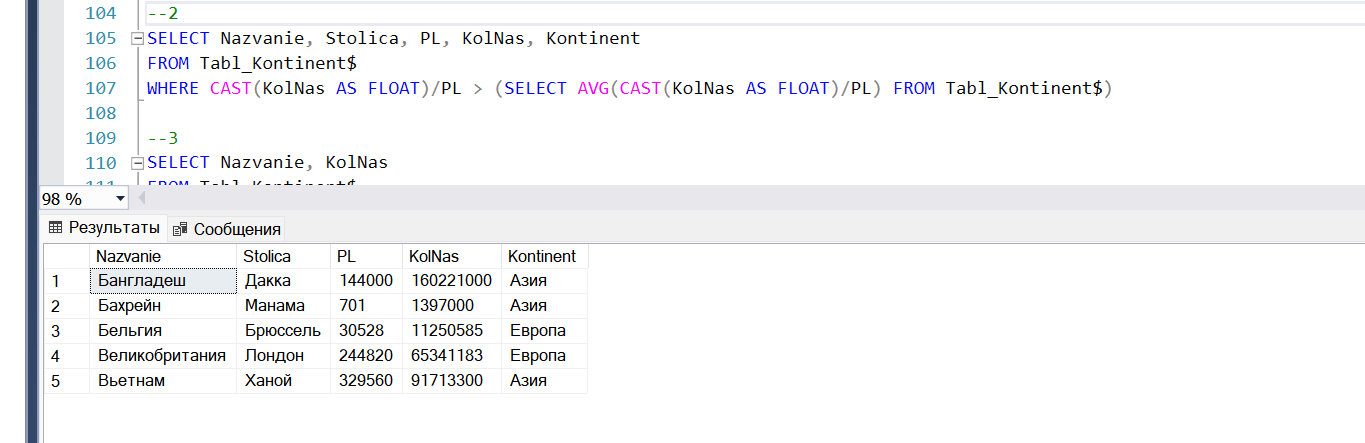 104 --2
105 SELECT Nazvanie, Stolica, PL, KolNas, Kontinent
106 FROM Tabl_Kontinent$
107 WHERE CAST(KolNas AS FLOAT)/PL > (SELECT AVG(CAST(KolNas AS FLOAT)/PL) FROM Tabl_Kontinent$)
108
109 --3
110 SELECT Nazvanie, KolNas
111 FROM Tabl_Kontinent$
98 %
Результаты Сообщения
Nazvanie Stolica PL KolNas Kontinent
1 Бангладеш Дакка 144000 160221000 Азия
2 Бахрейн Манама 701 1397000 Азия
3 Бельгия Брюссель 30528 11250585 Европа
4 Великобритания Лондон 244820 65341183 Европа
5 Вьетнам Ханой 329560 91713300 Азия